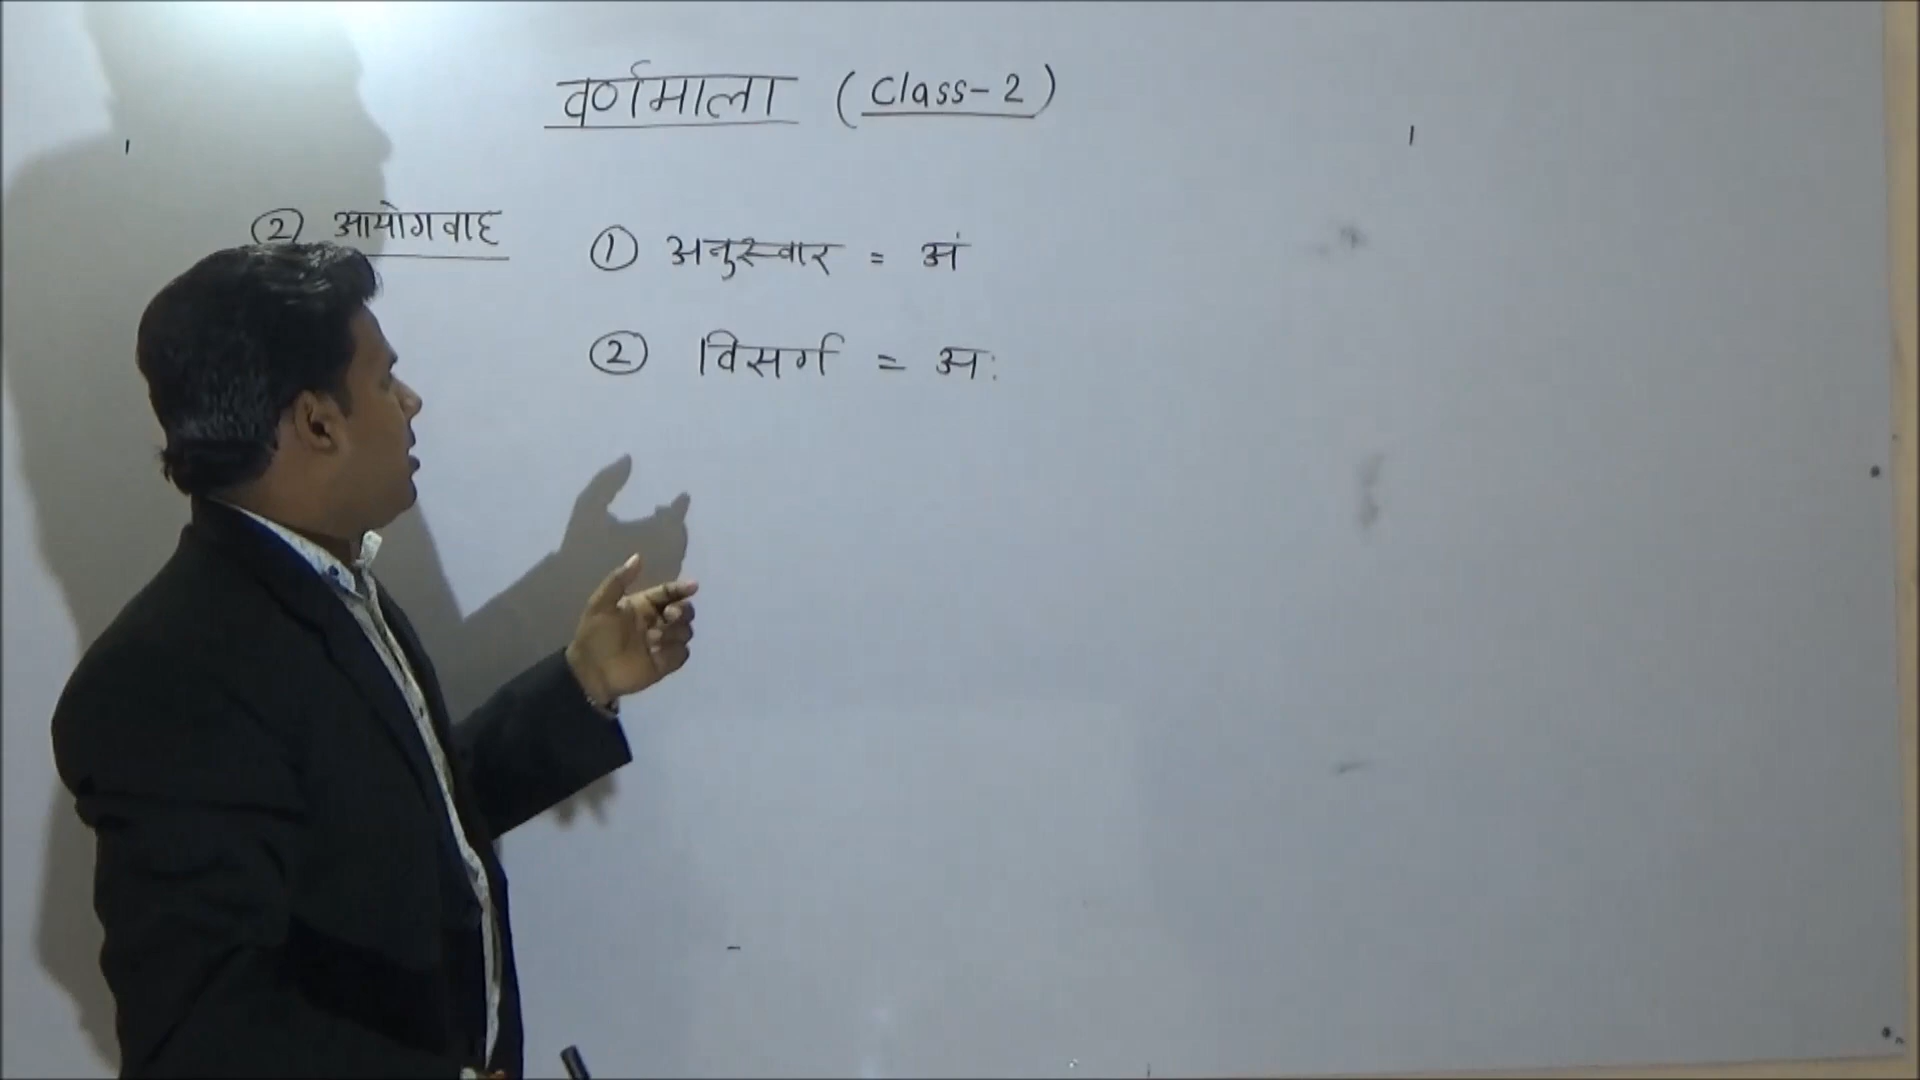 वर्णमाला (Class-2)
② आयोगवाह
① अनुस्वार = अं
② विसर्ग = अः